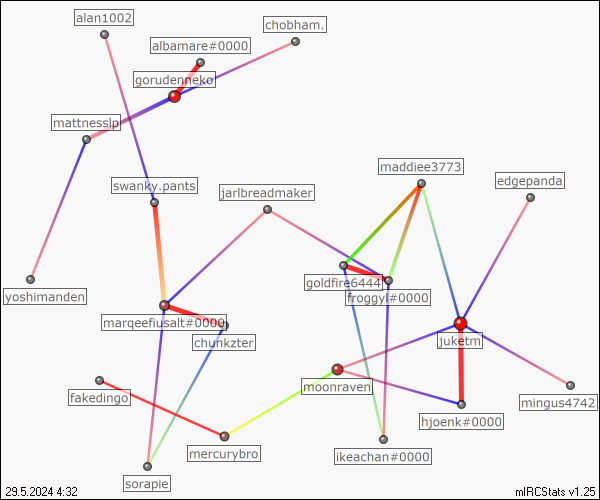 alan1002
chobham.
albamare#0000
gorudenneko
mattnesslp
maddiee3773
edgepanda
swanky.pants
jarlbreadmaker
goldfire6444
yoshimanden
froggyl#0000
marqeefiusalt#0000
chunkzter
juketm
fakedingo
moonraven
mingus4742
hjoenk#0000
mercurybro
ikeachan#0000
sorapie
29.5.2024 4:32
mIRCStats v1.25